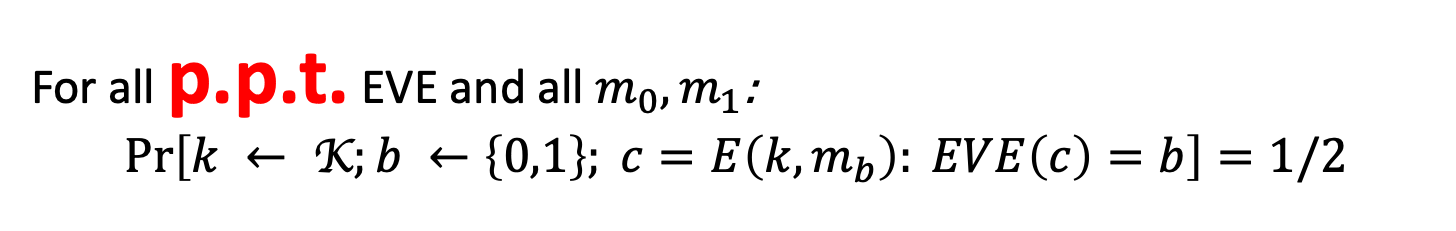 For all p.p.t. EVE and all m₀, m₁:
Pr[k ← 𝒦; b ← {0,1}; c = E(k, m_b): EVE(c) = b] = 1/2